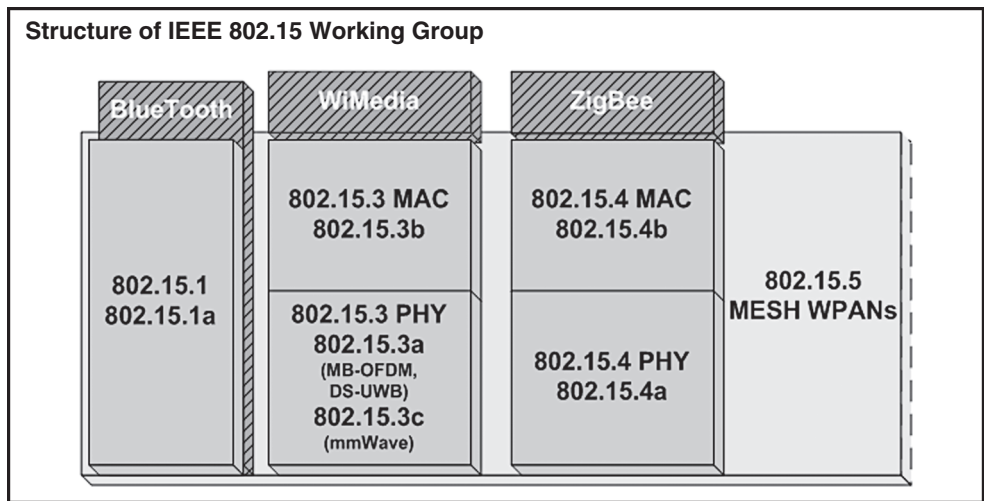 Structure of IEEE 802.15 Working Group
BlueTooth
802.15.1
802.15.1a
WiMedia
802.15.3 MAC
802.15.3b
802.15.3 PHY
802.15.3a
(MB-OFDM,
DS-UWB)
802.15.3c
(mmWave)
ZigBee
802.15.4 MAC
802.15.4b
802.15.4 PHY
802.15.4a
802.15.5
MESH WPANs